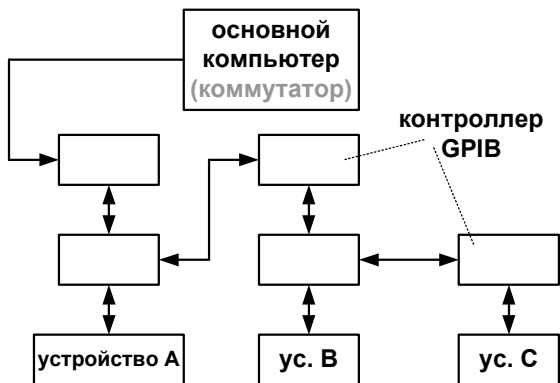 основной
компьютер
(коммутатор)
контроллер
GPIB
устройство А
ус. В
ус. С